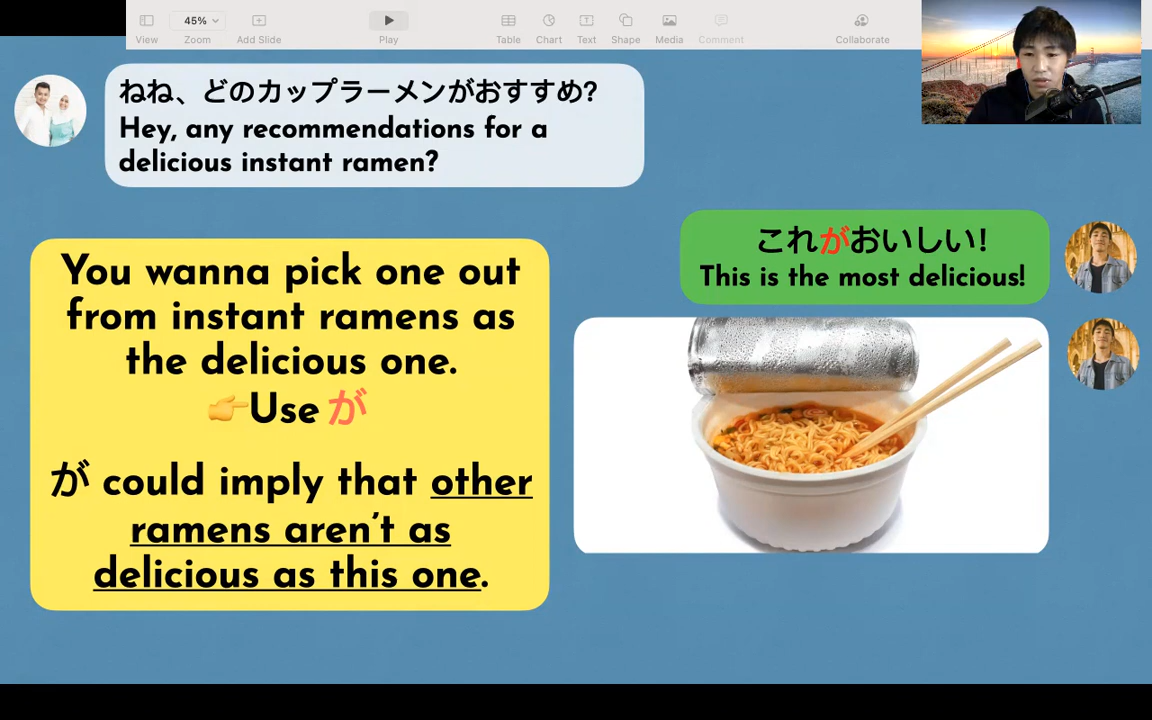 45%
View
Zoom
Add Slide
Play
Table
Chart
Text
Shape
Media
Comment
Collaborate
ねね、どのカップラーメンがおすすめ?
Hey, any recommendations for a
delicious instant ramen?
これがおいしい!
This is the most delicious!
You wanna pick one out
from instant ramens as
the delicious one.
👉Use が
が could imply that other
ramens aren't as
delicious as this one.